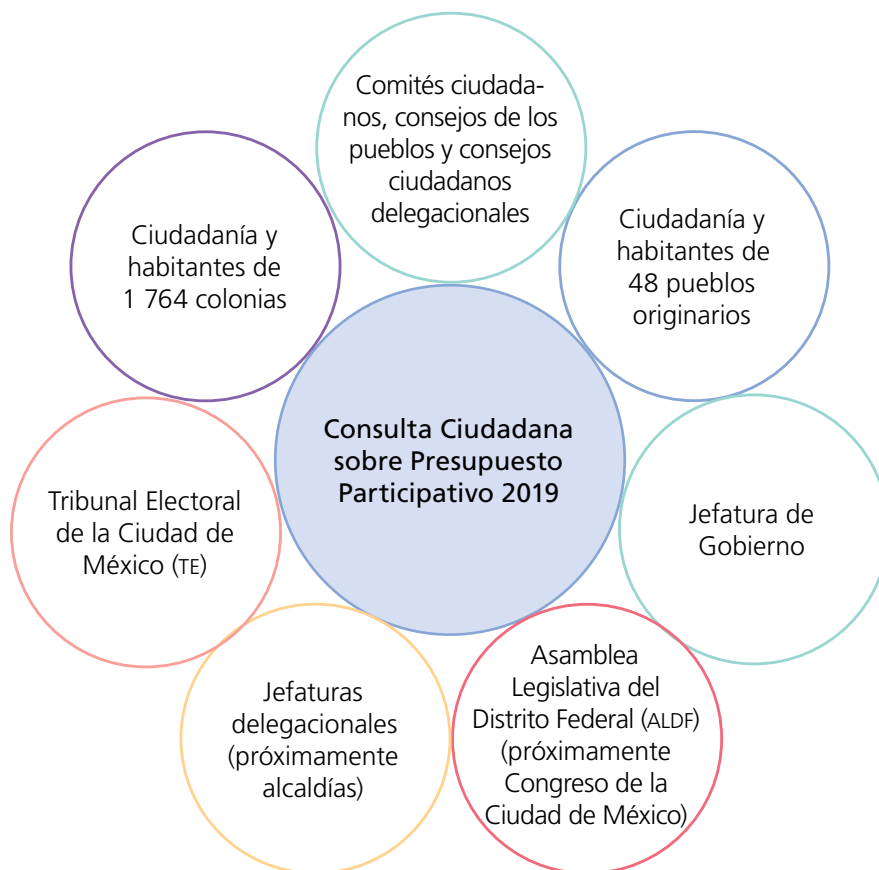 Comités ciudada-
nos, consejos de los
pueblos y consejos
ciudadanos
delegacionales
Ciudadanía y
habitantes de
1 764 colonias
Ciudadanía y
habitantes de
48 pueblos
originarios
Consulta Ciudadana
sobre Presupuesto
Participativo 2019
Tribunal Electoral
de la Ciudad de
México (TE)
Jefatura de
Gobierno
Jefaturas
delegacionales
(próximamente
alcaldías)
Asamblea
Legislativa del
Distrito Federal (ALDF)
(próximamente
Congreso de la
Ciudad de México)